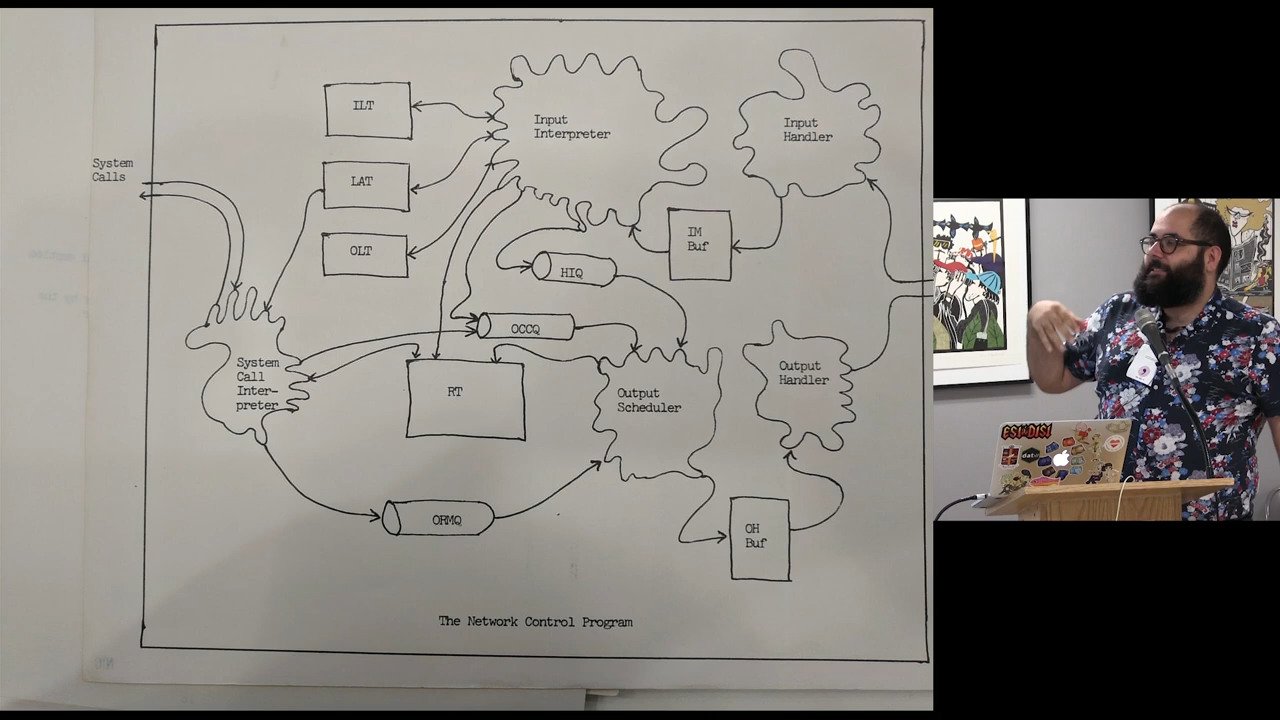 ILT
Input
Interpreter
Input
Handler
System
Calls
LAT
OLT
IM
Buf
HIQ
OCCQ
System
Call
Inter-
preter
RT
Output
Scheduler
Output
Handler
ORMQ
OH
Buf
The Network Control Program